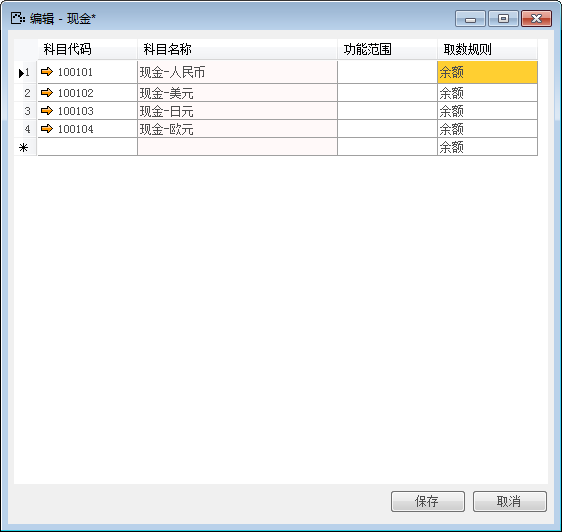 编辑 - 现金*
科目代码 科目名称 功能范围 取数规则
1 100101 现金-人民币 余额
2 100102 现金-美元 余额
3 100103 现金-日元 余额
4 100104 现金-欧元 余额
余额
保存 取消